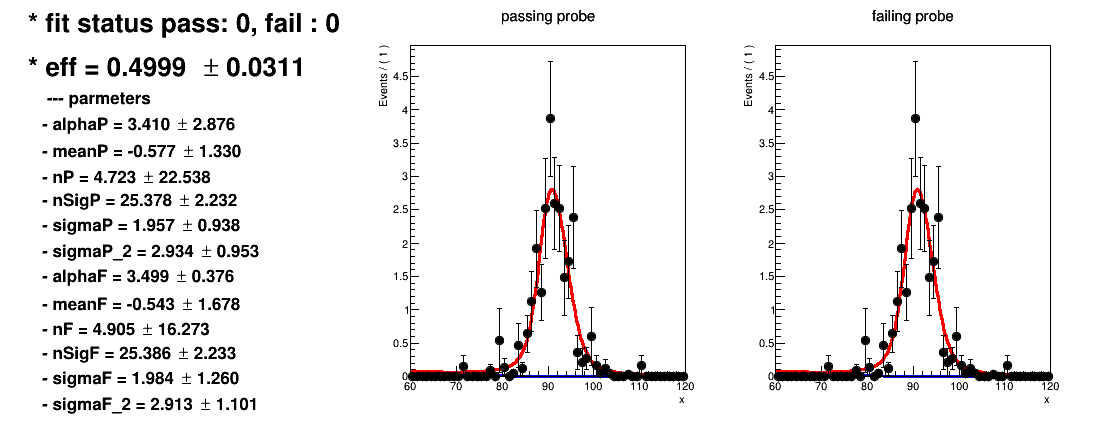 * fit status pass: 0, fail : 0
* eff = 0.4999 ± 0.0311
--- parmeters
- alphaP = 3.410 ± 2.876
- meanP = -0.577 ± 1.330
- nP = 4.723 ± 22.538
- nSigP = 25.378 ± 2.232
- sigmaP = 1.957 ± 0.938
- sigmaP_2 = 2.934 ± 0.953
- alphaF = 3.499 ± 0.376
- meanF = -0.543 ± 1.678
- nF = 4.905 ± 16.273
- nSigF = 25.386 ± 2.233
- sigmaF = 1.984 ± 1.260
- sigmaF_2 = 2.913 ± 1.101
passing probe
Events / ( 1 )
4.5
4
3.5
3
2.5
2
1.5
1
0.5
0
60 70 80 90 100 110 120
x
failing probe
Events / ( 1 )
4.5
4
3.5
3
2.5
2
1.5
1
0.5
0
60 70 80 90 100 110 120
x